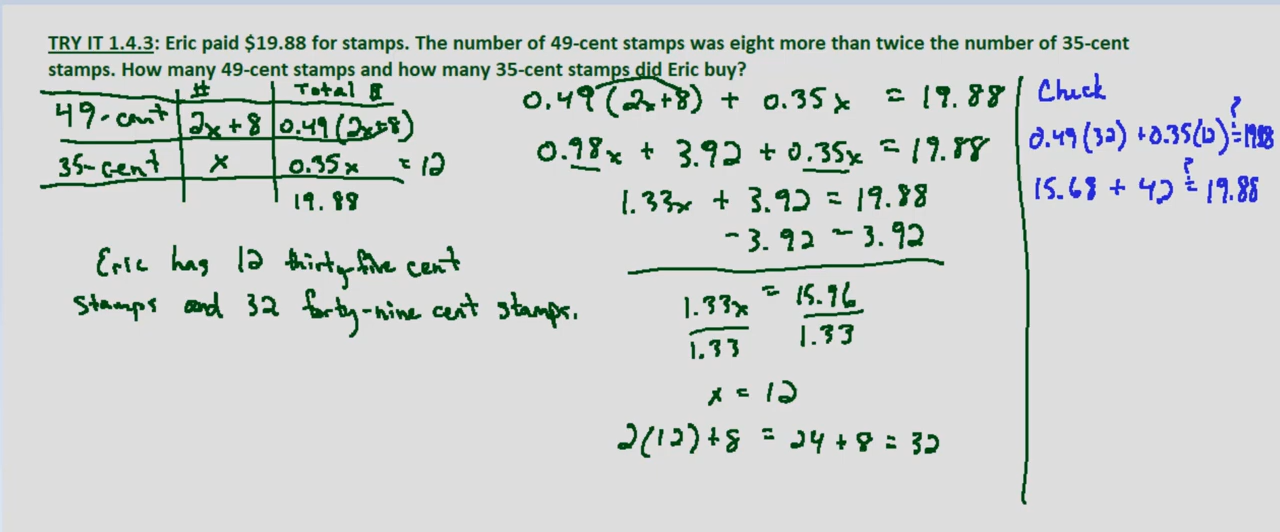 TRY IT 1.4.3: Eric paid $19.88 for stamps. The number of 49-cent stamps was eight more than twice the number of 35-cent
stamps. How many 49-cent stamps and how many 35-cent stamps did Eric buy?
# Total $
49-cent 2x+8 0.49(2x+8)
35-cent x 0.35x = 12
19.88
Eric has 12 thirty-five cent
stamps and 32 forty-nine cent stamps.
0.49(2x+8) + 0.35x = 19.88
0.98x + 3.92 + 0.35x = 19.88
1.33x + 3.92 = 19.88
-3.92 -3.92
1.33x = 15.96
1.33 1.33
x = 12
2(12)+8 = 24+8 = 32
Check
?
0.49(32) +0.35(12) = 19.88
?
15.68 + 42 = 19.88